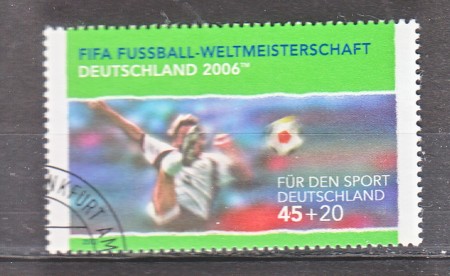 FIFA FUSSBALL-WELTMEISTERSCHAFT
DEUTSCHLAND 2006™
FÜR DEN SPORT
DEUTSCHLAND
45+20
NKFURT AM